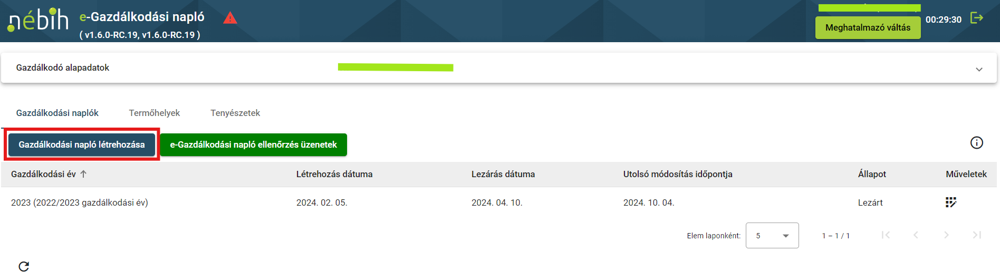 nébih
e-Gazdálkodási napló
( v1.6.0-RC.19, v1.6.0-RC.19 )
Meghatalmazó váltás
00:29:30
Gazdálkodó alapadatok
Gazdálkodási naplók Termőhelyek Tenyészetek
Gazdálkodási napló létrehozása e-Gazdálkodási napló ellenőrzés üzenetek
Gazdálkodási év Létrehozás dátuma Lezárás dátuma Utolsó módosítás időpontja Állapot Műveletek
2023 (2022/2023 gazdálkodási év) 2024. 02. 05. 2024. 04. 10. 2024. 10. 04. Lezárt
Elem laponként: 5 1 – 1 / 1